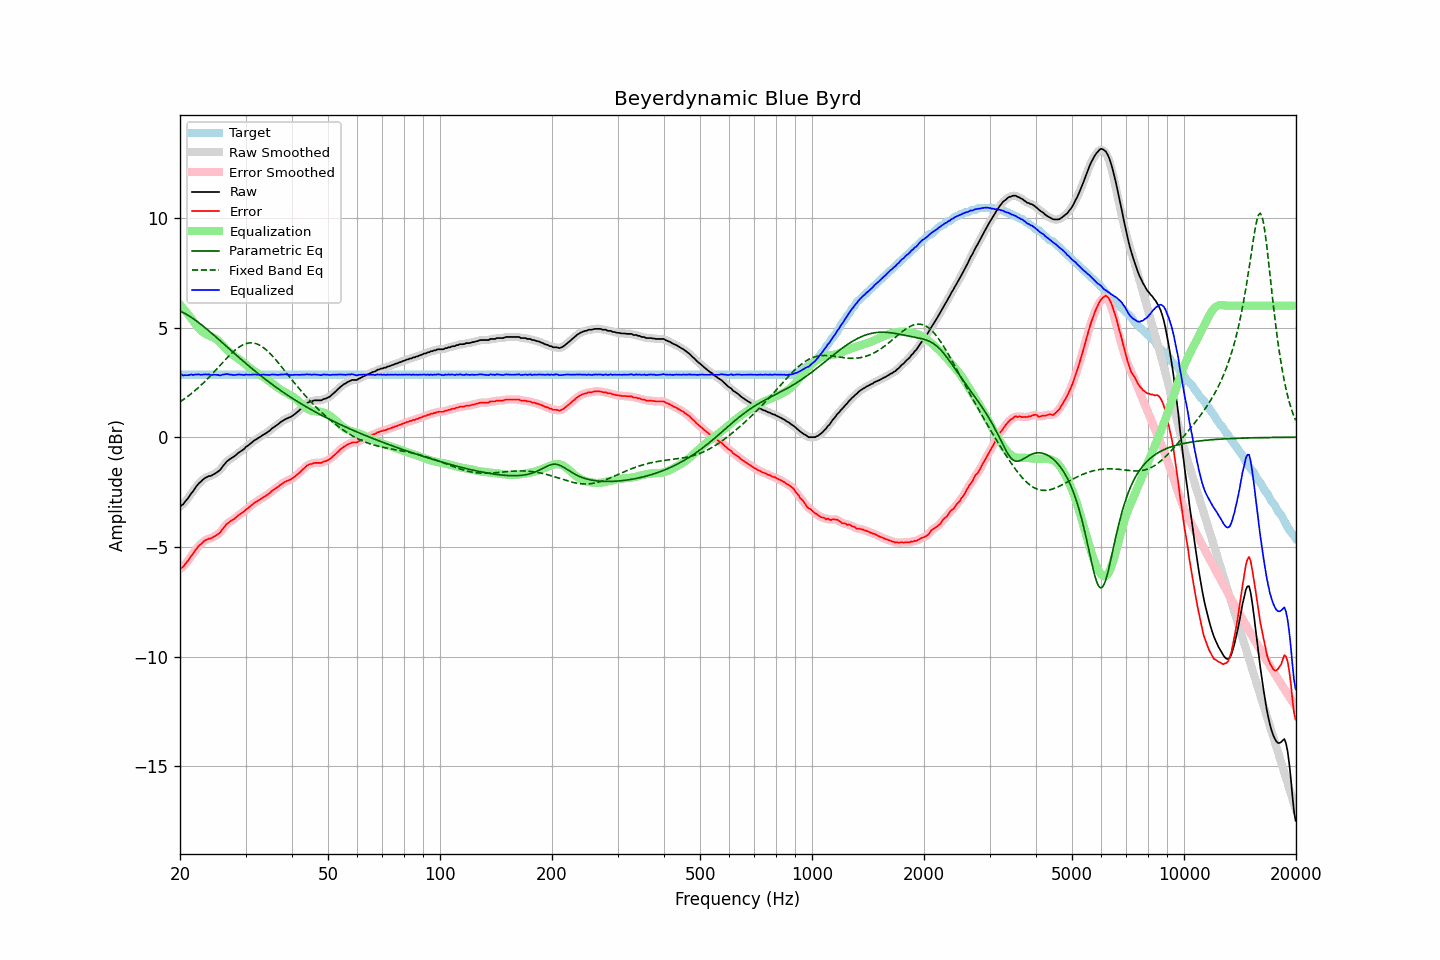 Beyerdynamic Blue Byrd
Target
Raw Smoothed
Error Smoothed
Raw
Error
Equalization
Parametric Eq
Fixed Band Eq
Equalized
10
5
0
−5
−10
−15
Amplitude (dBr)
20
50
100
200
500
1000
2000
5000
10000
20000
Frequency (Hz)